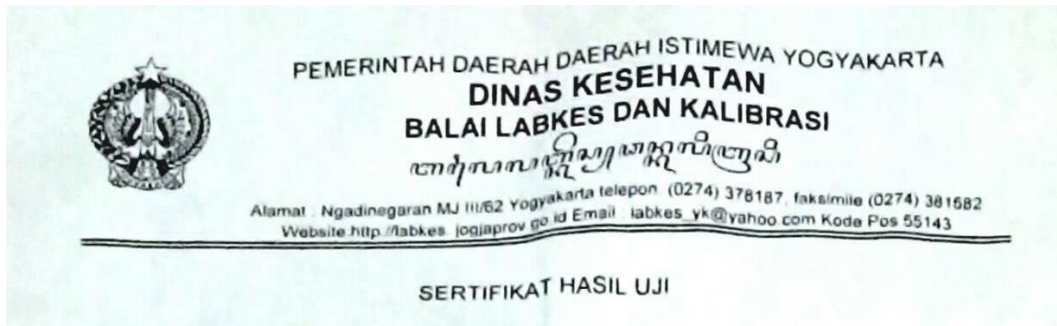 PEMERINTAH DAERAH DAERAH ISTIMEWA YOGYAKARTA
DINAS KESEHATAN
BALAI LABKES DAN KALIBRASI
Alamat : Ngadinegaran MJ III/62 Yogyakarta telepon (0274) 378187, faksimile (0274) 381582
Website http //labkes jogjaprov go id Email : labkes_yk@yahoo com Kode Pos 55143
SERTIFIKAT HASIL UJI